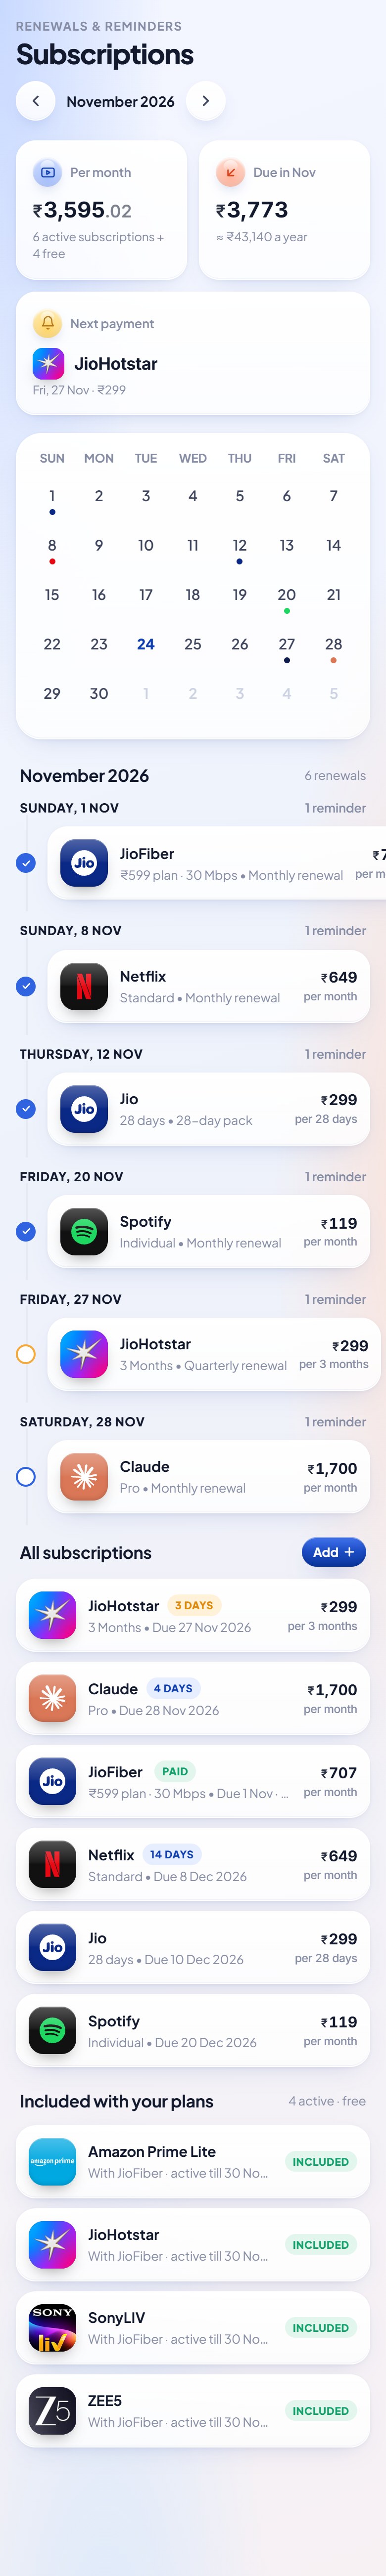 RENEWALS & REMINDERS
Subscriptions
November 2026
Per month
₹3,595.02
6 active subscriptions +
4 free
Due in Nov
₹3,773
≈ ₹43,140 a year
Next payment
JioHotstar
Fri, 27 Nov · ₹299
SUN MON TUE WED THU FRI SAT
1 2 3 4 5 6 7
8 9 10 11 12 13 14
15 16 17 18 19 20 21
22 23 24 25 26 27 28
29 30 1 2 3 4 5
November 2026 6 renewals
SUNDAY, 1 NOV 1 reminder
Jio
JioFiber ₹7
₹599 plan · 30 Mbps • Monthly renewal per m
SUNDAY, 8 NOV 1 reminder
N
Netflix ₹649
Standard • Monthly renewal per month
THURSDAY, 12 NOV 1 reminder
Jio
Jio ₹299
28 days • 28-day pack per 28 days
FRIDAY, 20 NOV 1 reminder
Spotify ₹119
Individual • Monthly renewal per month
FRIDAY, 27 NOV 1 reminder
JioHotstar ₹299
3 Months • Quarterly renewal per 3 months
SATURDAY, 28 NOV 1 reminder
Claude ₹1,700
Pro • Monthly renewal per month
All subscriptions Add +
JioHotstar 3 DAYS ₹299
3 Months • Due 27 Nov 2026 per 3 months
Claude 4 DAYS ₹1,700
Pro • Due 28 Nov 2026 per month
Jio
JioFiber PAID ₹707
₹599 plan · 30 Mbps • Due 1 Nov · ... per month
N
Netflix 14 DAYS ₹649
Standard • Due 8 Dec 2026 per month
Jio
Jio ₹299
28 days • Due 10 Dec 2026 per 28 days
Spotify ₹119
Individual • Due 20 Dec 2026 per month
Included with your plans 4 active · free
amazon prime
Amazon Prime Lite INCLUDED
With JioFiber · active till 30 No...
JioHotstar INCLUDED
With JioFiber · active till 30 No...
SONY
liv
SonyLIV INCLUDED
With JioFiber · active till 30 No...
Z5
ZEE5 INCLUDED
With JioFiber · active till 30 No...